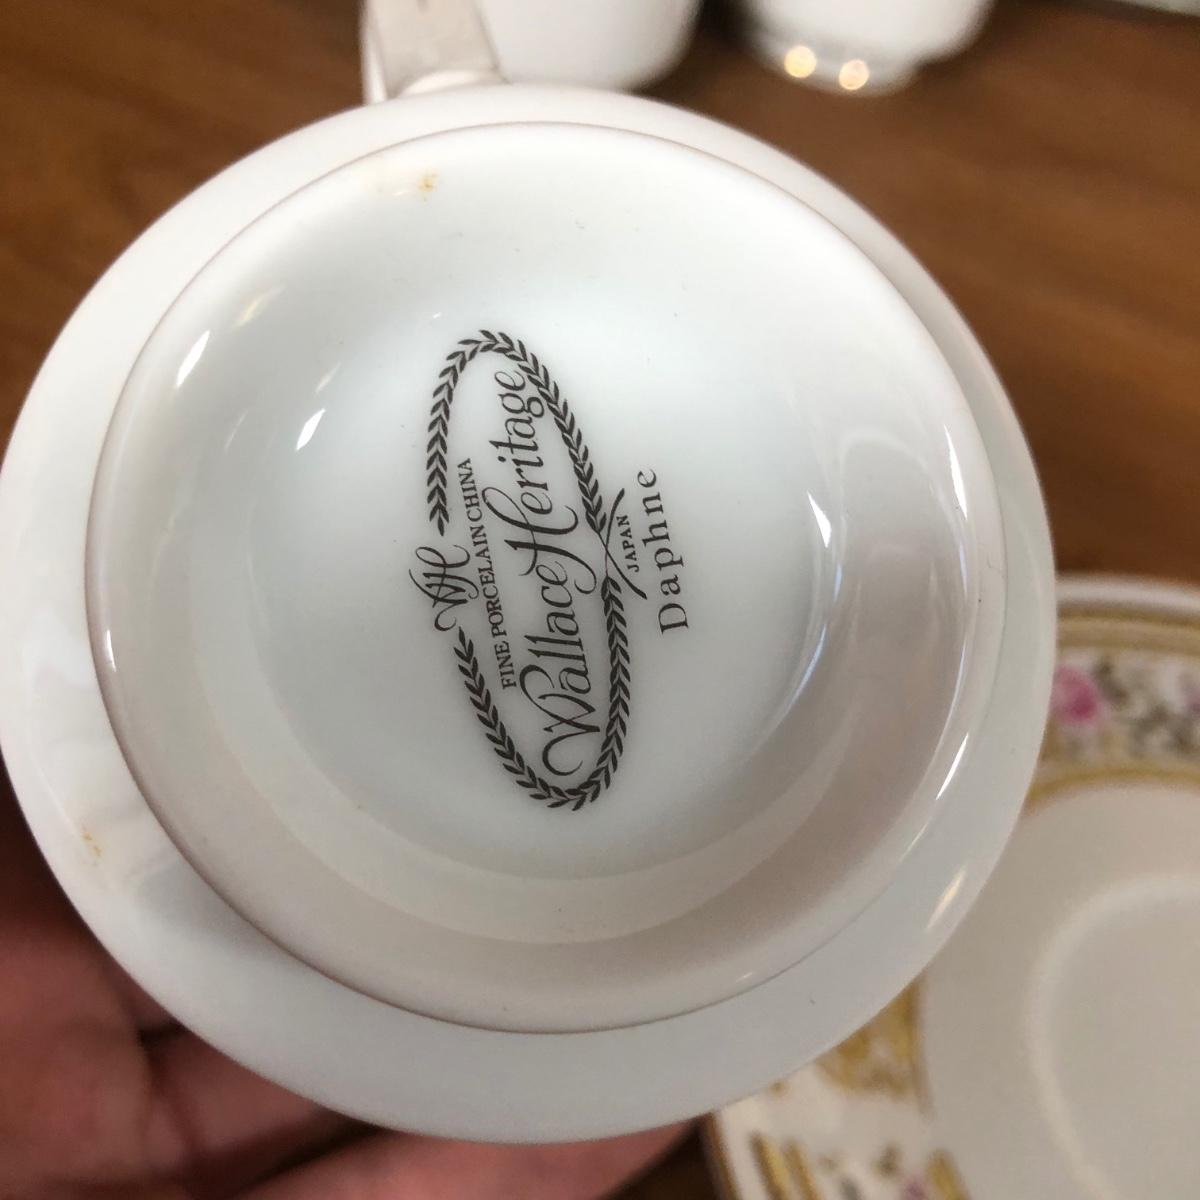 WH
FINE PORCELAIN CHINA
Wallace Heritage
JAPAN
Daphne